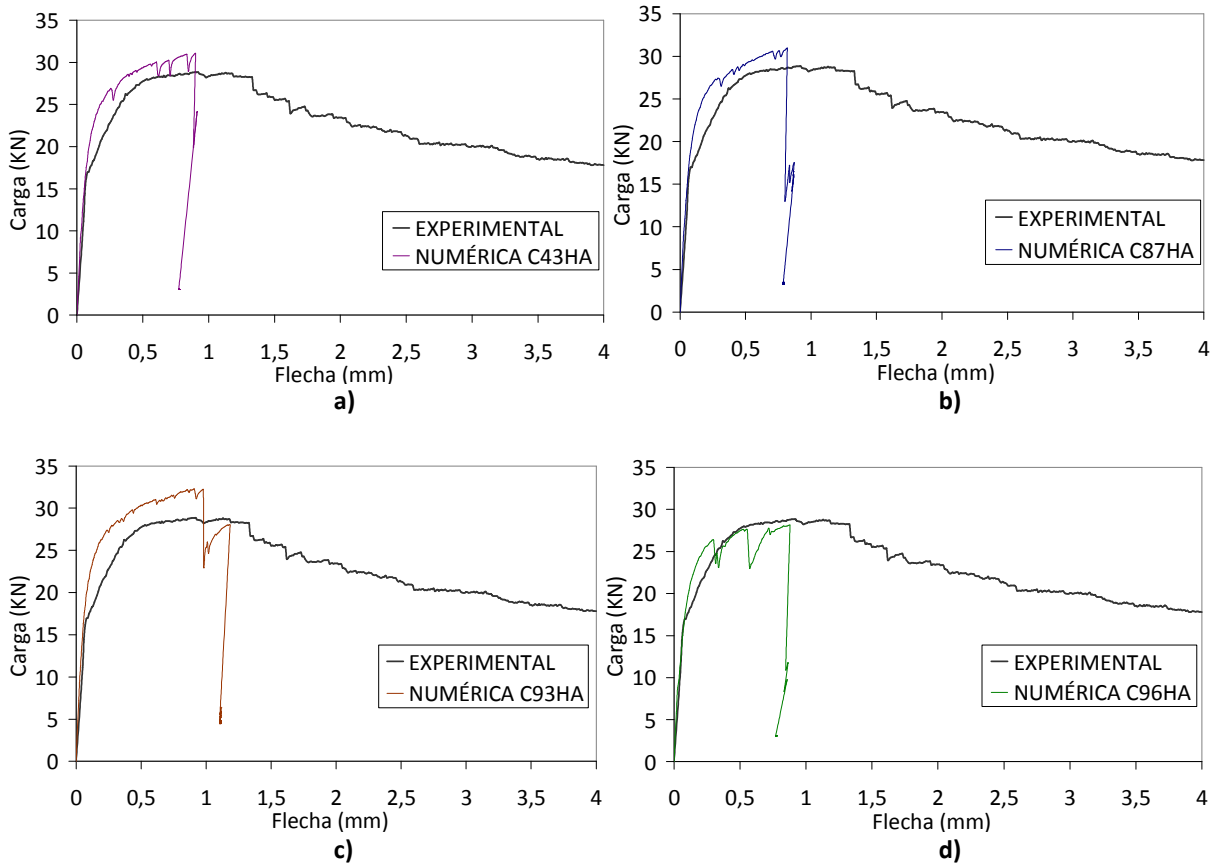 35
30
25
20
15
10
5
0
Carga (KN)
EXPERIMENTAL
NUMÉRICA C43HA
0 0,5 1 1,5 2 2,5 3 3,5 4
Flecha (mm)
a)
35
30
25
20
15
10
5
0
Carga (KN)
EXPERIMENTAL
NUMÉRICA C87HA
0 0,5 1 1,5 2 2,5 3 3,5 4
Flecha (mm)
b)
35
30
25
20
15
10
5
0
Carga (KN)
EXPERIMENTAL
NUMÉRICA C93HA
0 0,5 1 1,5 2 2,5 3 3,5 4
Flecha (mm)
c)
35
30
25
20
15
10
5
0
Carga (KN)
EXPERIMENTAL
NUMÉRICA C96HA
0 0,5 1 1,5 2 2,5 3 3,5 4
Flecha (mm)
d)